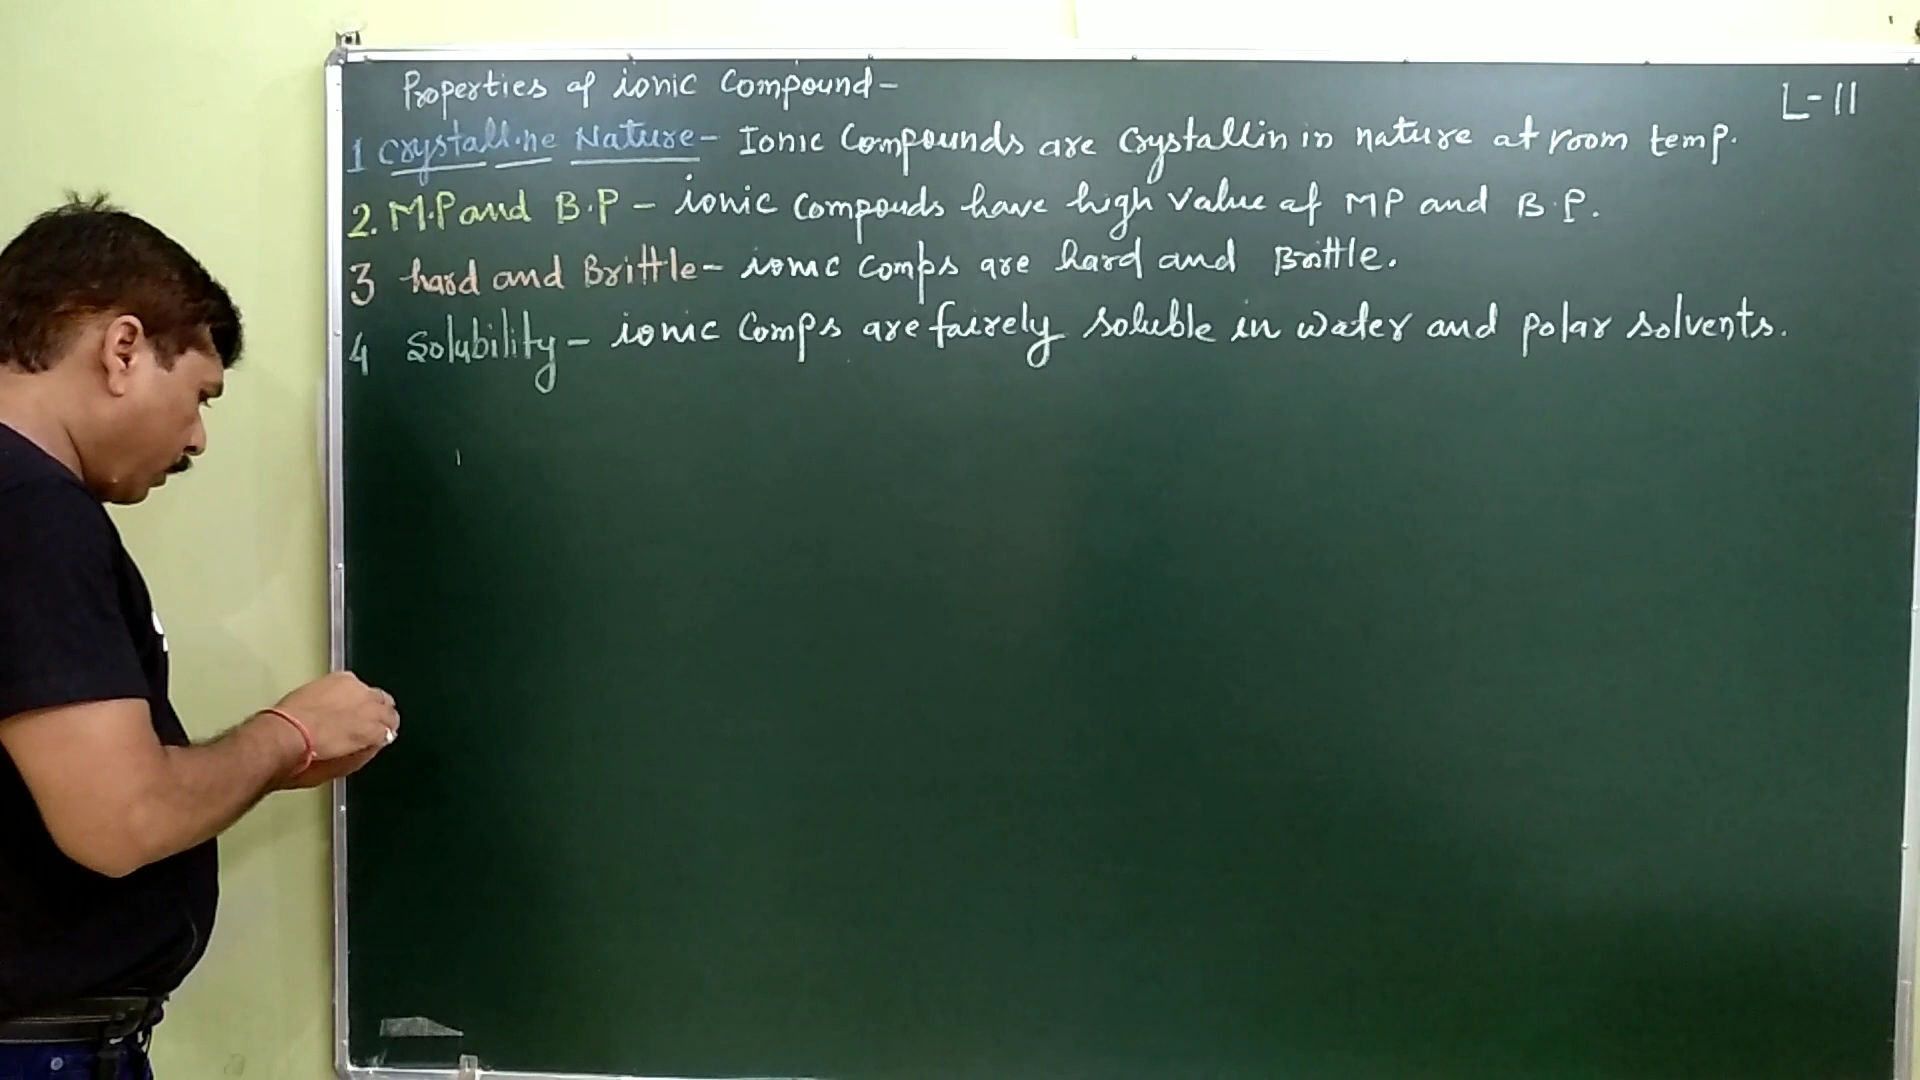 Properties of ionic Compound-
L-11
1 Crystalline Nature- Ionic Compounds are Crystallin in nature at room temp.
2. M.P and B.P - ionic Compouds have high Value of MP and B.P.
3 hard and Brittle- ionic Comps are hard and Brittle.
4 Solubility- ionic Comps are fairely soluble in water and polar solvents.